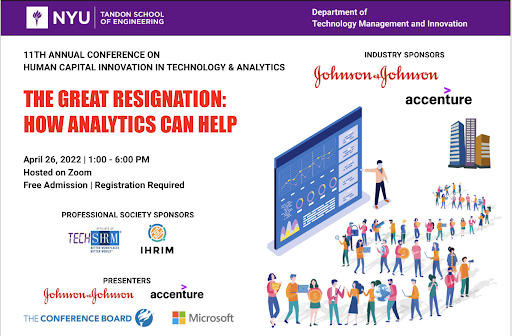 NYU
TANDON SCHOOL
OF ENGINEERING
Department of
Technology Management and Innovation
11TH ANNUAL CONFERENCE ON
HUMAN CAPITAL INNOVATION IN TECHNOLOGY & ANALYTICS
THE GREAT RESIGNATION:
HOW ANALYTICS CAN HELP
April 26, 2022 | 1:00 - 6:00 PM
Hosted on Zoom
Free Admission | Registration Required
INDUSTRY SPONSORS
Johnson & Johnson
accenture
PROFESSIONAL SOCIETY SPONSORS
TECH SHRM
IHRIM
PRESENTERS
Johnson & Johnson
accenture
THE CONFERENCE BOARD
Microsoft